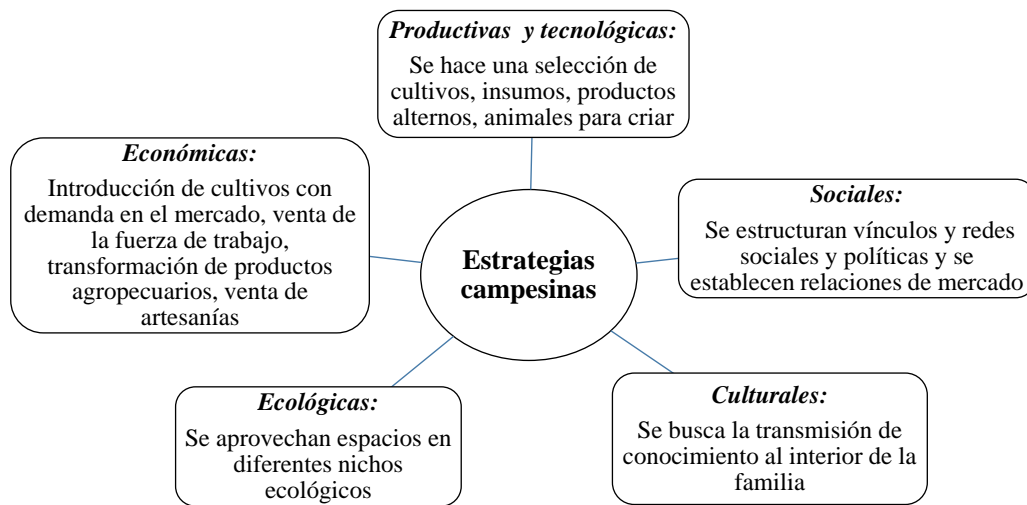 Productivas y tecnológicas:
Se hace una selección de
cultivos, insumos, productos
alternos, animales para criar
Económicas:
Introducción de cultivos con
demanda en el mercado, venta de
la fuerza de trabajo,
transformación de productos
agropecuarios, venta de
artesanías
Sociales:
Se estructuran vínculos y redes
sociales y políticas y se
establecen relaciones de mercado
Estrategias
campesinas
Ecológicas:
Se aprovechan espacios en
diferentes nichos
ecológicos
Culturales:
Se busca la transmisión de
conocimiento al interior de la
familia